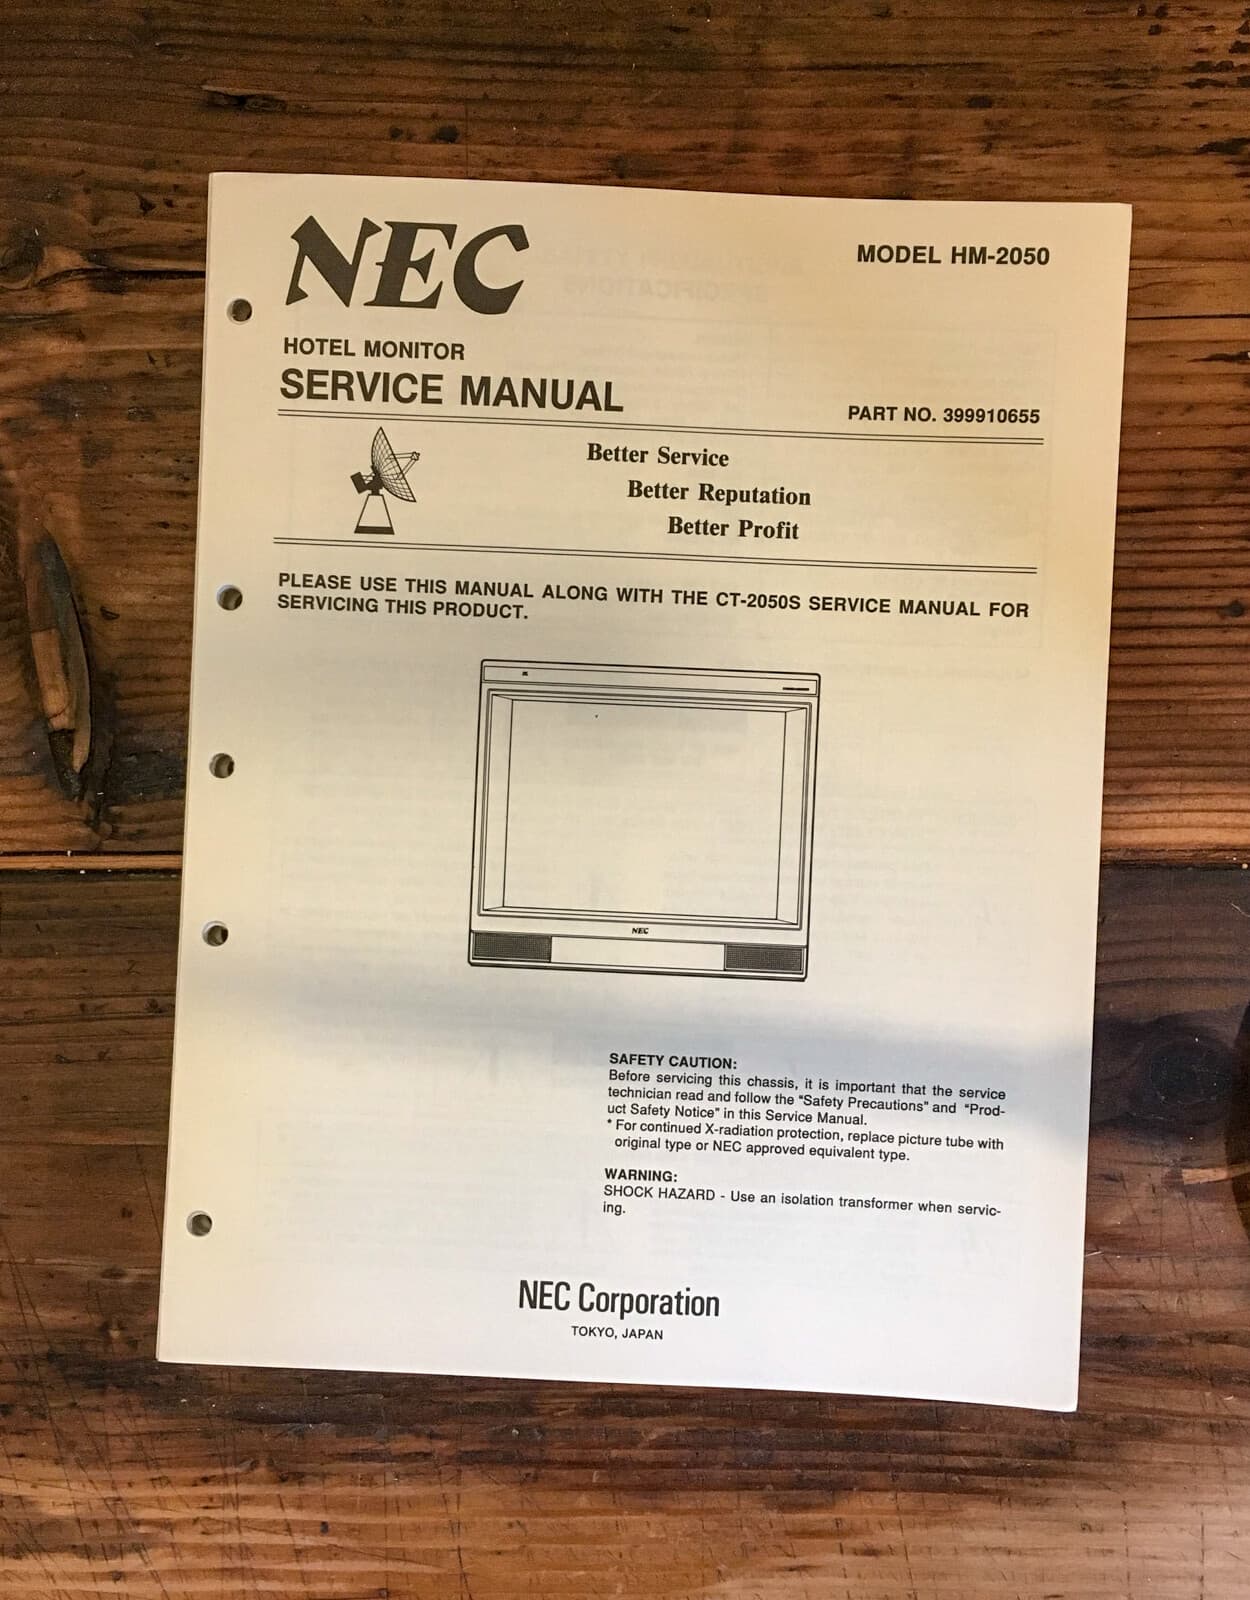 NEC
MODEL HM-2050
HOTEL MONITOR
SERVICE MANUAL
PART NO. 399910655
Better Service
Better Reputation
Better Profit
PLEASE USE THIS MANUAL ALONG WITH THE CT-2050S SERVICE MANUAL FOR
SERVICING THIS PRODUCT.
NEC
SAFETY CAUTION:
Before servicing this chassis, it is important that the service
technician read and follow the "Safety Precautions" and "Prod-
uct Safety Notice" in this Service Manual.
* For continued X-radiation protection, replace picture tube with
original type or NEC approved equivalent type.
WARNING:
SHOCK HAZARD - Use an isolation transformer when servic-
ing.
NEC Corporation
TOKYO, JAPAN